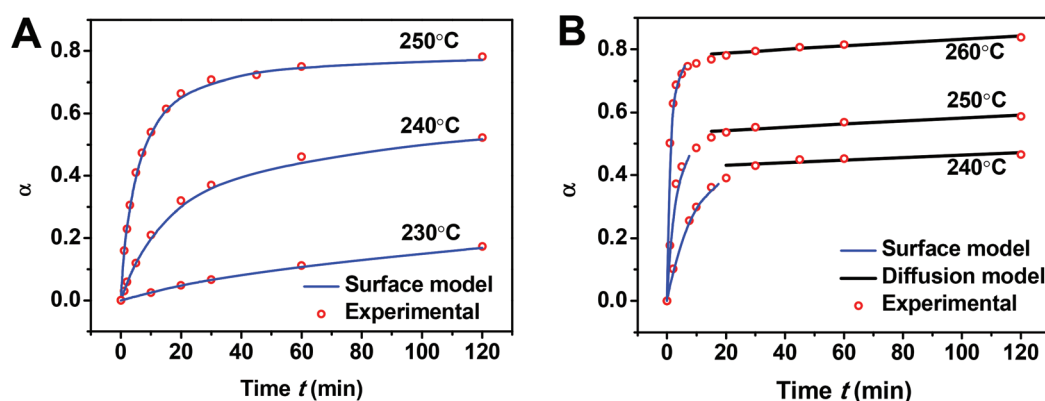 A
0.8
0.6
0.4
0.2
0.0
α
250°C
240°C
230°C
Surface model
Experimental
0 20 40 60 80 100 120
Time t (min)
B
0.8
0.6
0.4
0.2
0.0
α
260°C
250°C
240°C
Surface model
Diffusion model
Experimental
0 20 40 60 80 100 120
Time t (min)